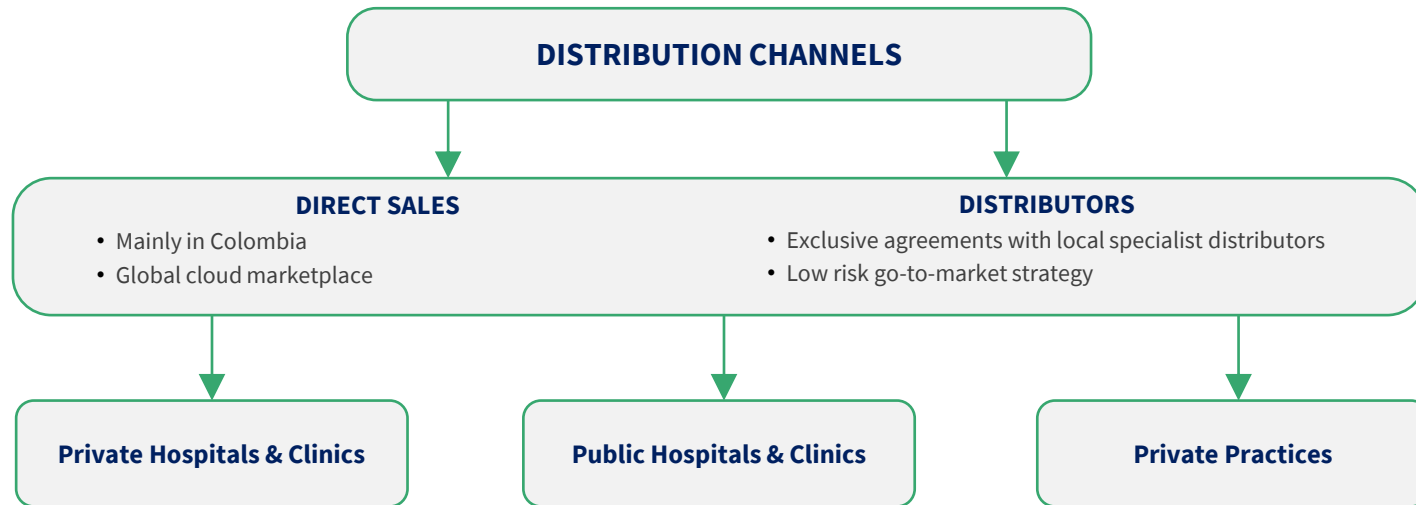 DISTRIBUTION CHANNELS
DIRECT SALES
• Mainly in Colombia
• Global cloud marketplace
DISTRIBUTORS
• Exclusive agreements with local specialist distributors
• Low risk go-to-market strategy
Private Hospitals & Clinics
Public Hospitals & Clinics
Private Practices